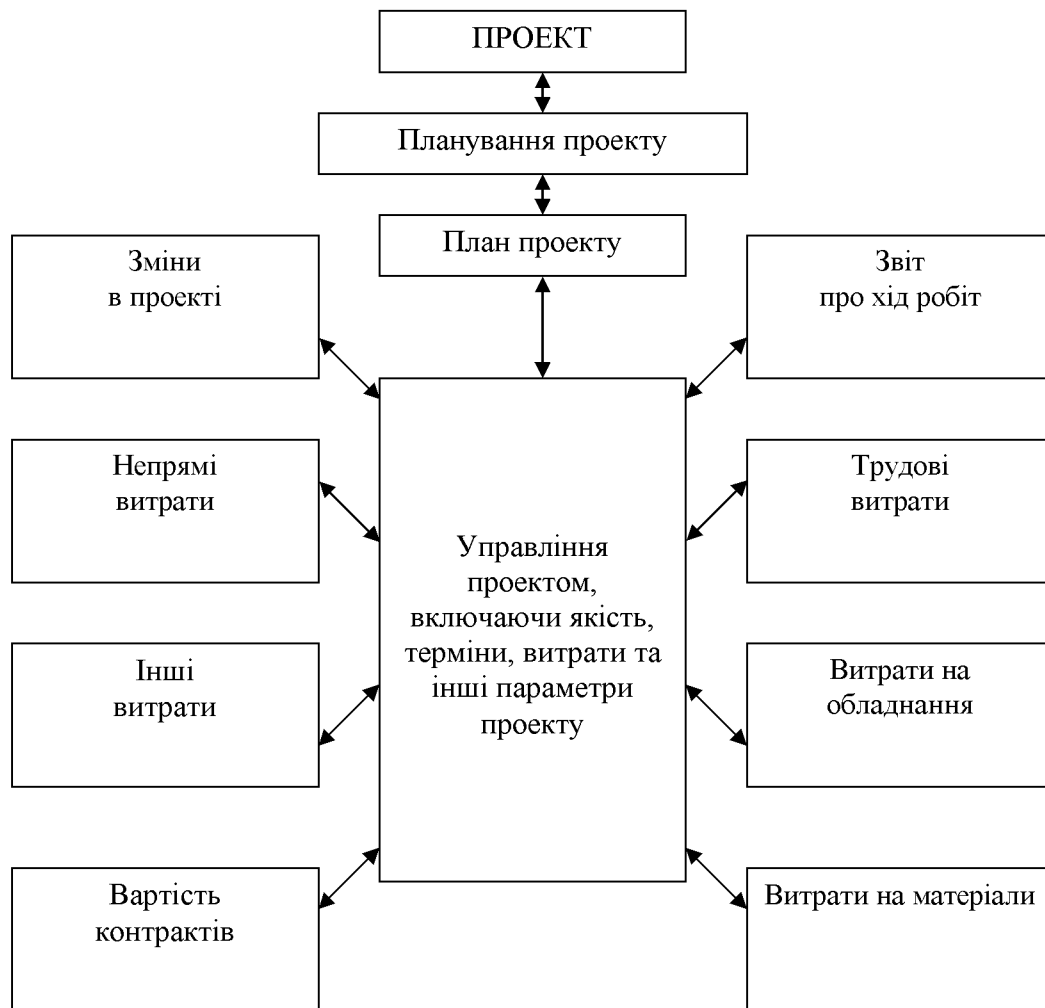 ПРОЕКТ
Планування проекту
План проекту
Зміни
в проекті
Звіт
про хід робіт
Непрямі
витрати
Трудові
витрати
Управління
проектом,
включаючи якість,
терміни, витрати та
інші параметри
проекту
Інші
витрати
Витрати на
обладнання
Вартість
контрактів
Витрати на матеріали